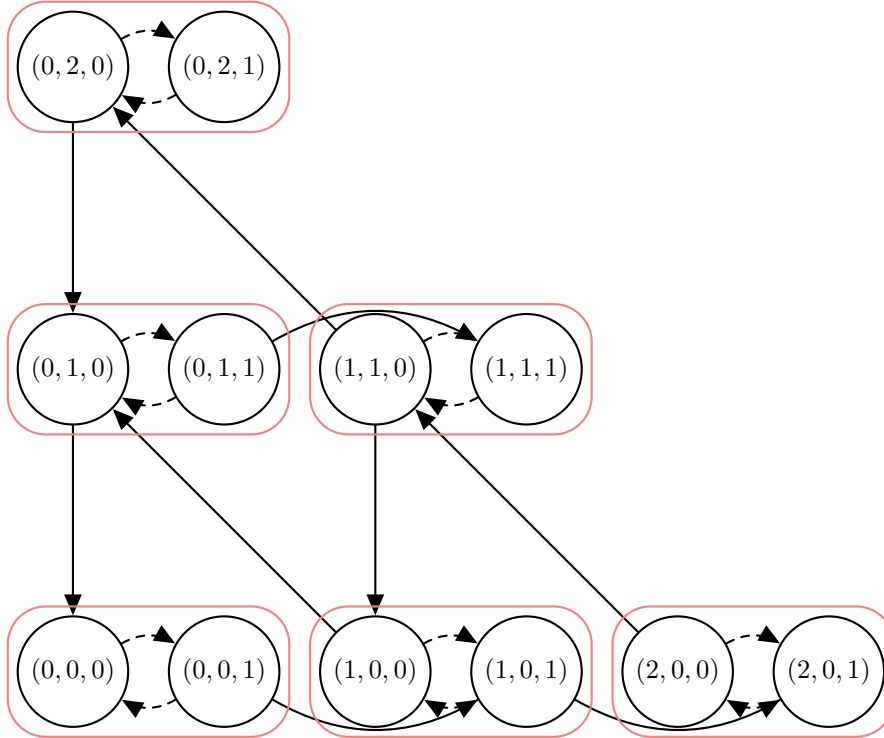 (0, 2, 0) (0, 2, 1)
(0, 1, 0) (0, 1, 1) (1, 1, 0) (1, 1, 1)
(0, 0, 0) (0, 0, 1) (1, 0, 0) (1, 0, 1) (2, 0, 0) (2, 0, 1)